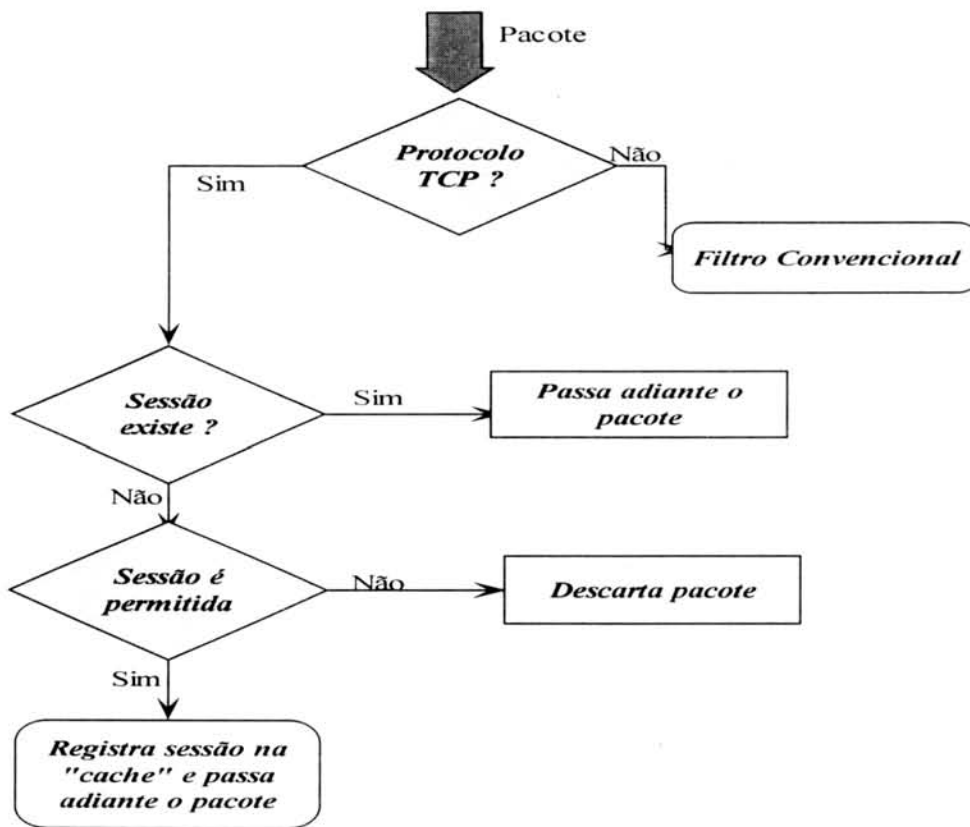 Pacote
Protocolo
TCP ?
Não
Sim
Filtro Convencional
Sessão
existe ?
Sim
Passa adiante o
pacote
Não
Sessão é
permitida
Não
Descarta pacote
Sim
Registra sessão na
"cache" e passa
adiante o pacote